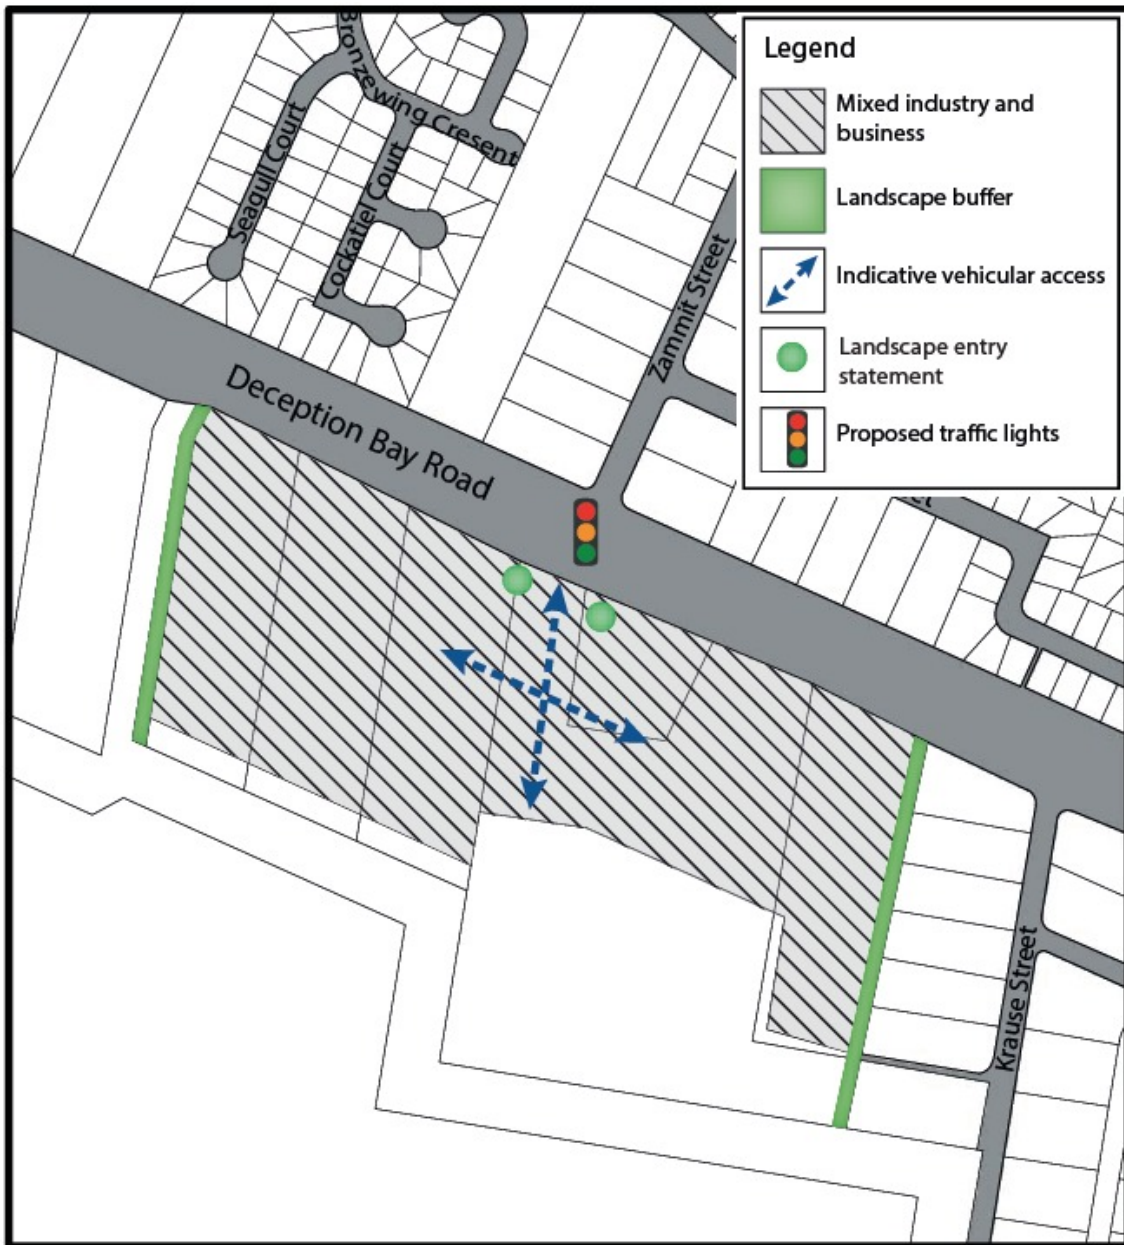 Legend
Mixed industry and
business
Landscape buffer
Indicative vehicular access
Landscape entry
statement
Proposed traffic lights
Bronzewing Cresent
Seagull Court
Cockatiel Court
Zammit Street
Deception Bay Road
Krause Street